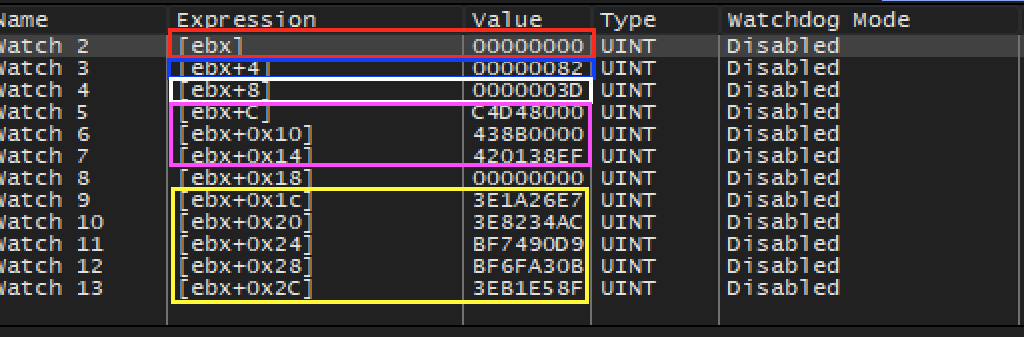 Name Expression Value Type Watchdog Mode
Watch 2 [ebx] 00000000 UINT Disabled
Watch 3 [ebx+4] 00000082 UINT Disabled
Watch 4 [ebx+8] 0000003D UINT Disabled
Watch 5 [ebx+C] C4D48000 UINT Disabled
Watch 6 [ebx+0x10] 438B0000 UINT Disabled
Watch 7 [ebx+0x14] 420138EF UINT Disabled
Watch 8 [ebx+0x18] 00000000 UINT Disabled
Watch 9 [ebx+0x1c] 3E1A26E7 UINT Disabled
Watch 10 [ebx+0x20] 3E8234AC UINT Disabled
Watch 11 [ebx+0x24] BF7490D9 UINT Disabled
Watch 12 [ebx+0x28] BF6FA30B UINT Disabled
Watch 13 [ebx+0x2C] 3EB1E58F UINT Disabled